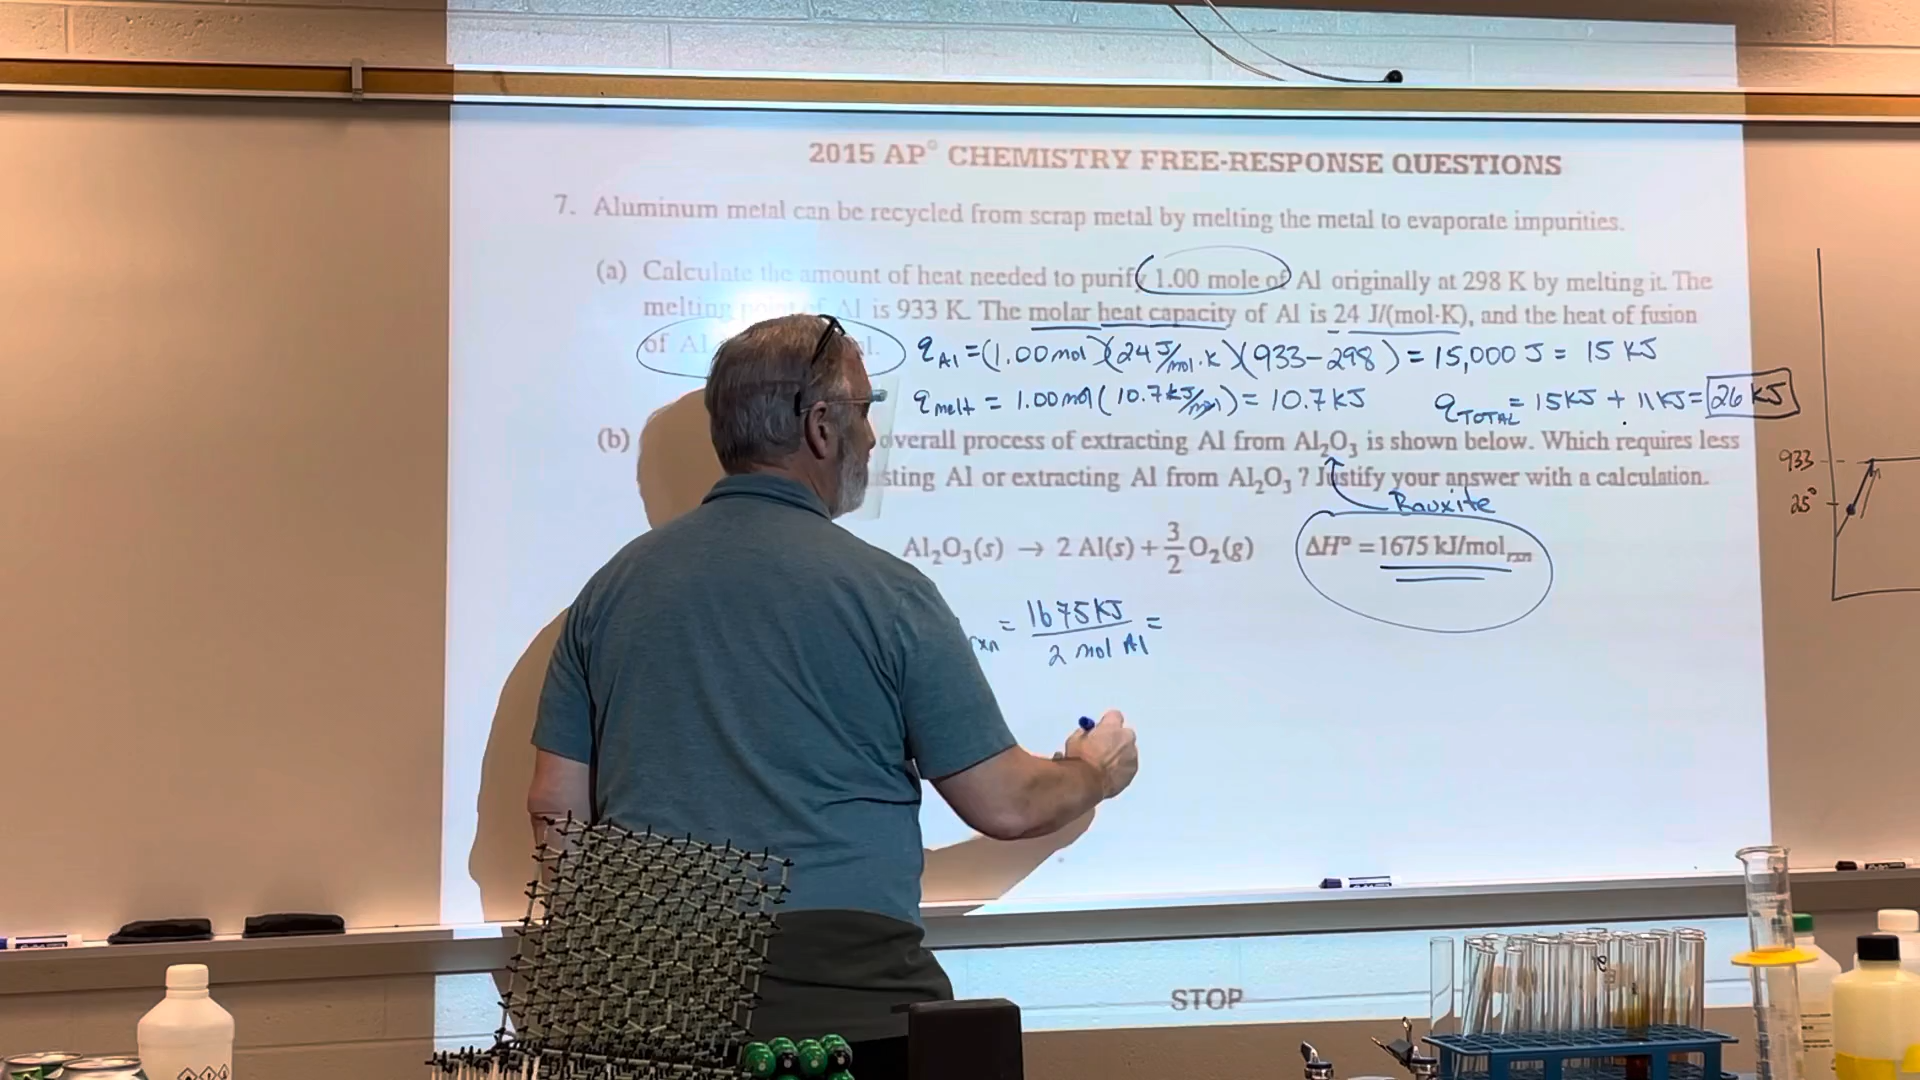 2015 AP® CHEMISTRY FREE-RESPONSE QUESTIONS
7. Aluminum metal can be recycled from scrap metal by melting the metal to evaporate impurities.
(a) Calculate the amount of heat needed to purify 1.00 mole of Al originally at 298 K by melting it. The
melting point of Al is 933 K. The molar heat capacity of Al is 24 J/(mol·K), and the heat of fusion
of Al
q Al = (1.00 mol)(24 J/mol·K)(933-298) = 15,000 J = 15 KJ
q melt = 1.00 mol (10.7 kJ/mol) = 10.7 KJ
q TOTAL = 15 KJ + 11 KJ = 26 KJ
(b) overall process of extracting Al from Al₂O₃ is shown below. Which requires less
Al or extracting Al from Al₂O₃ ? Justify your answer with a calculation.
Bauxite
Al₂O₃(s) → 2 Al(s) + 3/2 O₂(g) ΔH° = 1675 kJ/mol rxn
rxn = 1675 KJ / 2 mol Al =
933
25°
STOP